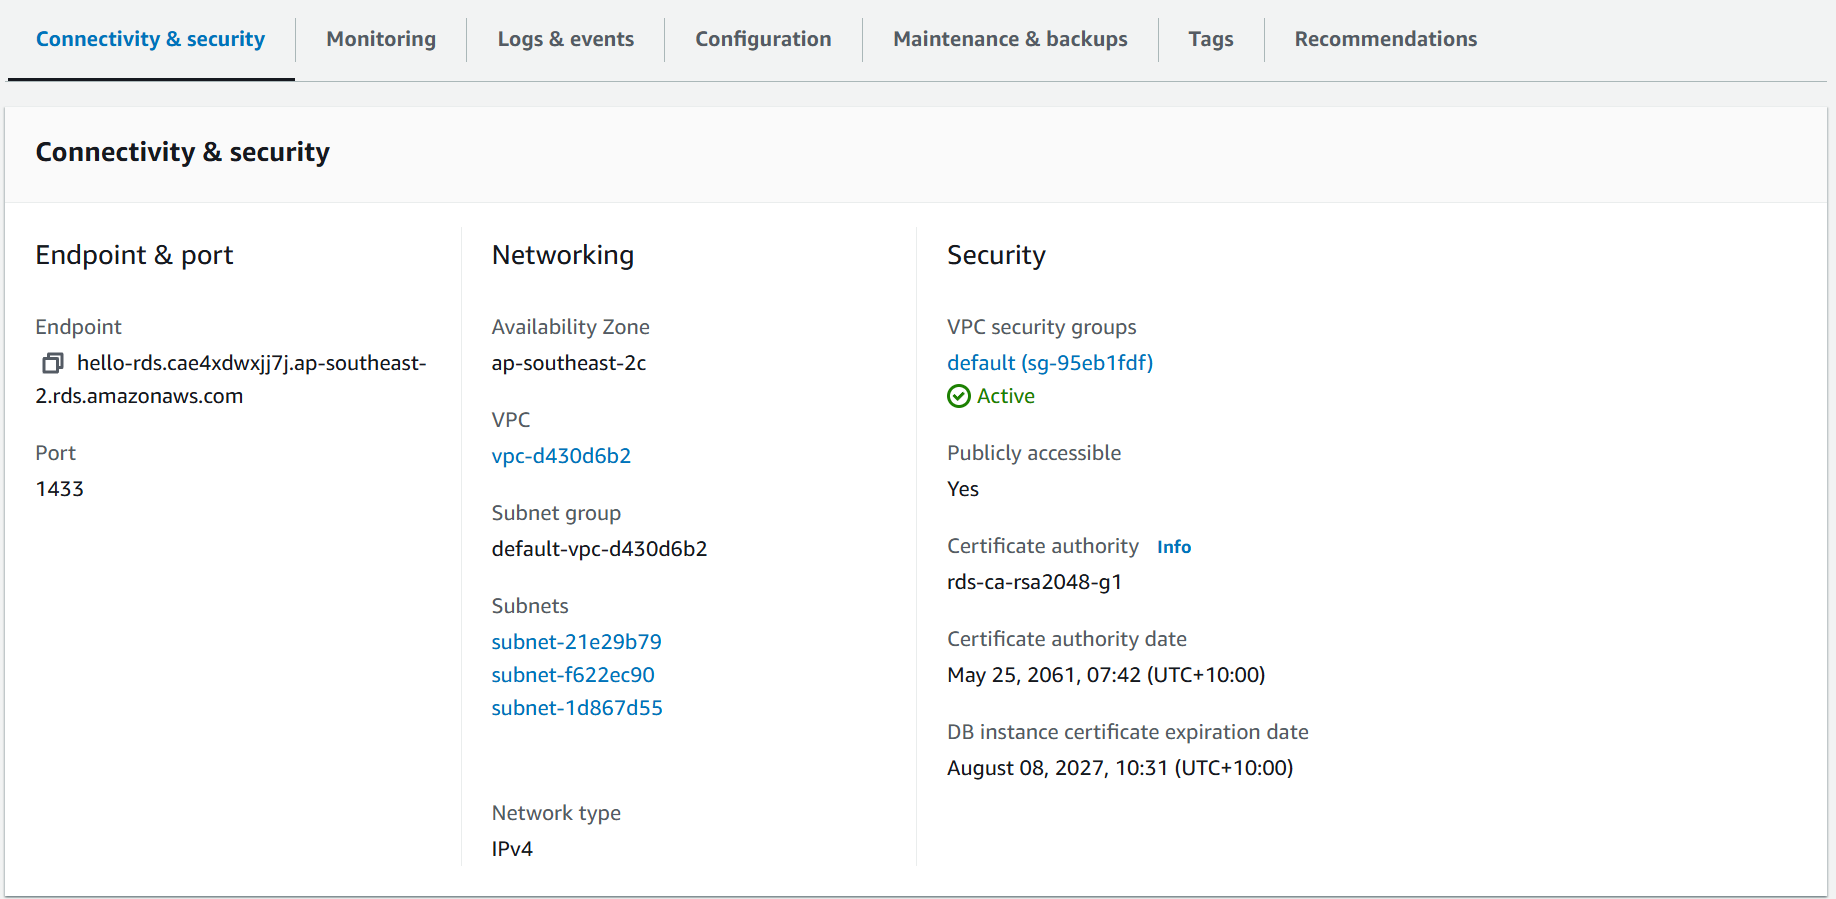 Connectivity & security
Monitoring
Logs & events
Configuration
Maintenance & backups
Tags
Recommendations
Connectivity & security
Endpoint & port
Endpoint
hello-rds.cae4xdwxjj7j.ap-southeast-
2.rds.amazonaws.com
Port
1433
Networking
Availability Zone
ap-southeast-2c
VPC
vpc-d430d6b2
Subnet group
default-vpc-d430d6b2
Subnets
subnet-21e29b79
subnet-f622ec90
subnet-1d867d55
Network type
IPv4
Security
VPC security groups
default (sg-95eb1fdf)
Active
Publicly accessible
Yes
Certificate authority Info
rds-ca-rsa2048-g1
Certificate authority date
May 25, 2061, 07:42 (UTC+10:00)
DB instance certificate expiration date
August 08, 2027, 10:31 (UTC+10:00)